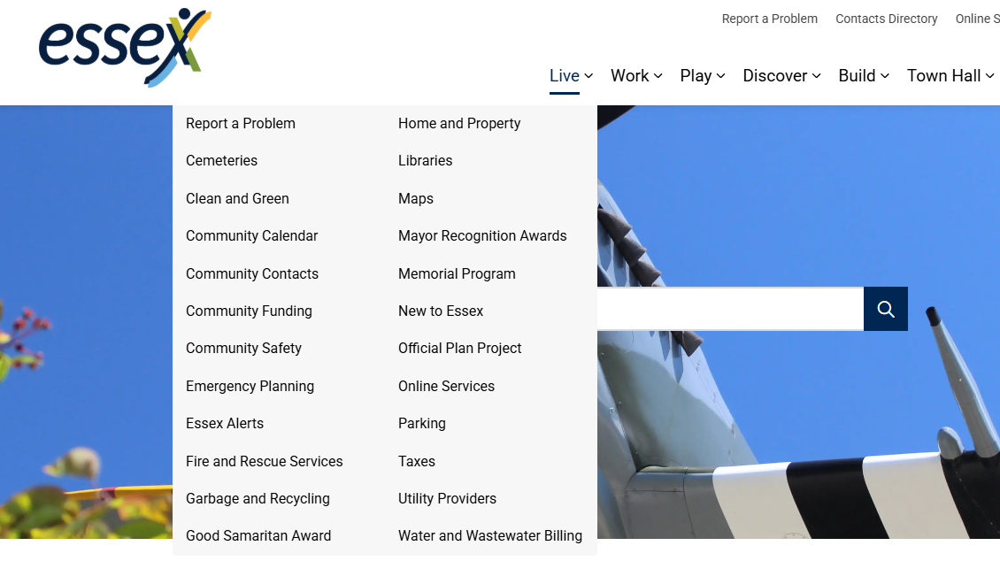 essex
Report a Problem
Contacts Directory
Online S
Live
Work
Play
Discover
Build
Town Hall
Report a Problem
Cemeteries
Clean and Green
Community Calendar
Community Contacts
Community Funding
Community Safety
Emergency Planning
Essex Alerts
Fire and Rescue Services
Garbage and Recycling
Good Samaritan Award
Home and Property
Libraries
Maps
Mayor Recognition Awards
Memorial Program
New to Essex
Official Plan Project
Online Services
Parking
Taxes
Utility Providers
Water and Wastewater Billing